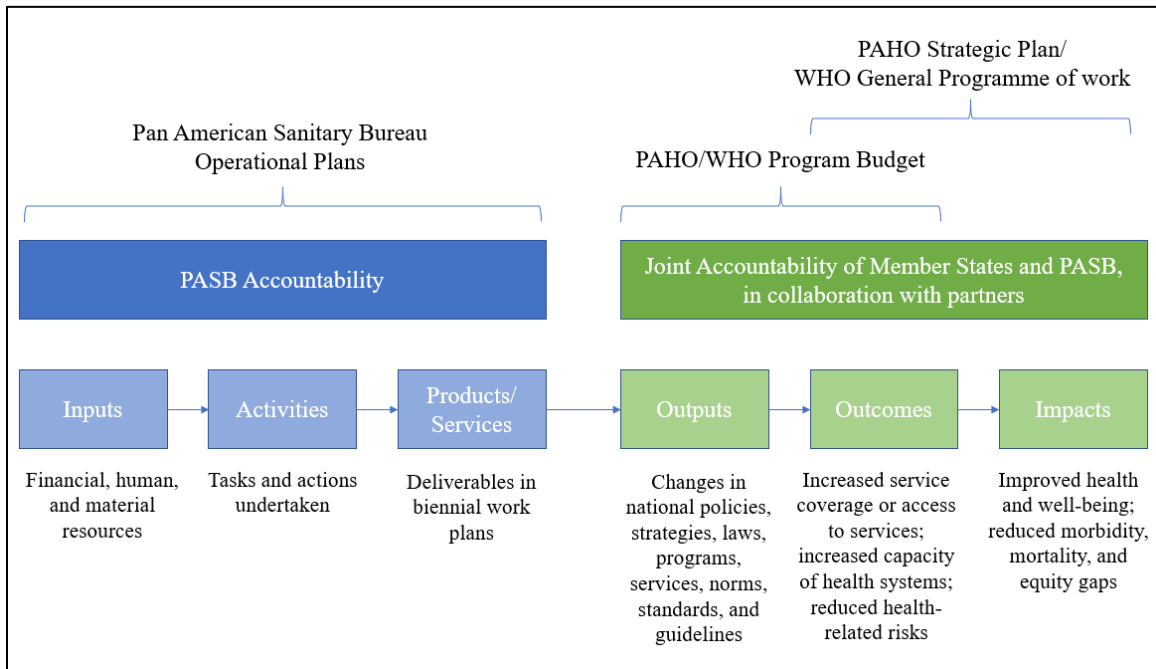 PAHO Strategic Plan/
WHO General Programme of work
Pan American Sanitary Bureau
Operational Plans
PAHO/WHO Program Budget
PASB Accountability
Joint Accountability of Member States and PASB,
in collaboration with partners
Inputs
Activities
Products/
Services
Outputs
Outcomes
Impacts
Financial, human,
and material
resources
Tasks and actions
undertaken
Deliverables in
biennial work
plans
Changes in
national policies,
strategies, laws,
programs,
services, norms,
standards, and
guidelines
Increased service
coverage or access
to services;
increased capacity
of health systems;
reduced health-
related risks
Improved health
and well-being;
reduced morbidity,
mortality, and
equity gaps